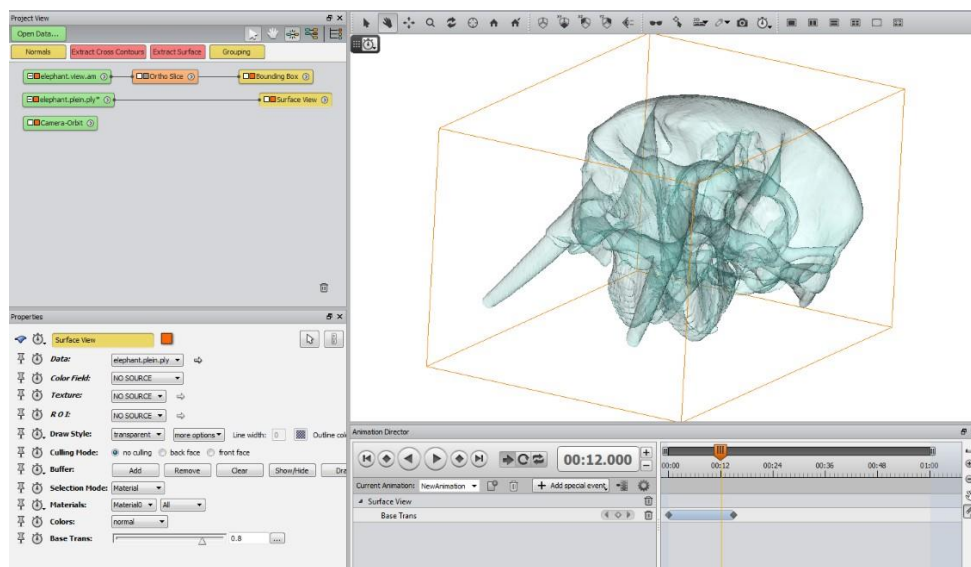 Project View
Open Data...
Normals Extract Cross Contours Extract Surface Grouping
elephant.view.am Ortho Slice Bounding Box
elephant.plein.ply* Surface View
Camera-Orbit
Properties
Surface View
Data: elephant.plein.ply
Color Field: NO SOURCE
Texture: NO SOURCE
R O I: NO SOURCE
Draw Style: transparent more options Line width: 0 Outline
Culling Mode: no culling back face front face
Buffer: Add Remove Clear Show/Hide Dra
Selection Mode: Material
Materials: Material0 All
Colors: normal
Base Trans: 0.8 ...
Animation Director
00:12.000
00:00 00:12 00:24 00:36 00:48 01:00
Current Animation: NewAnimation + Add special event
Surface View
Base Trans